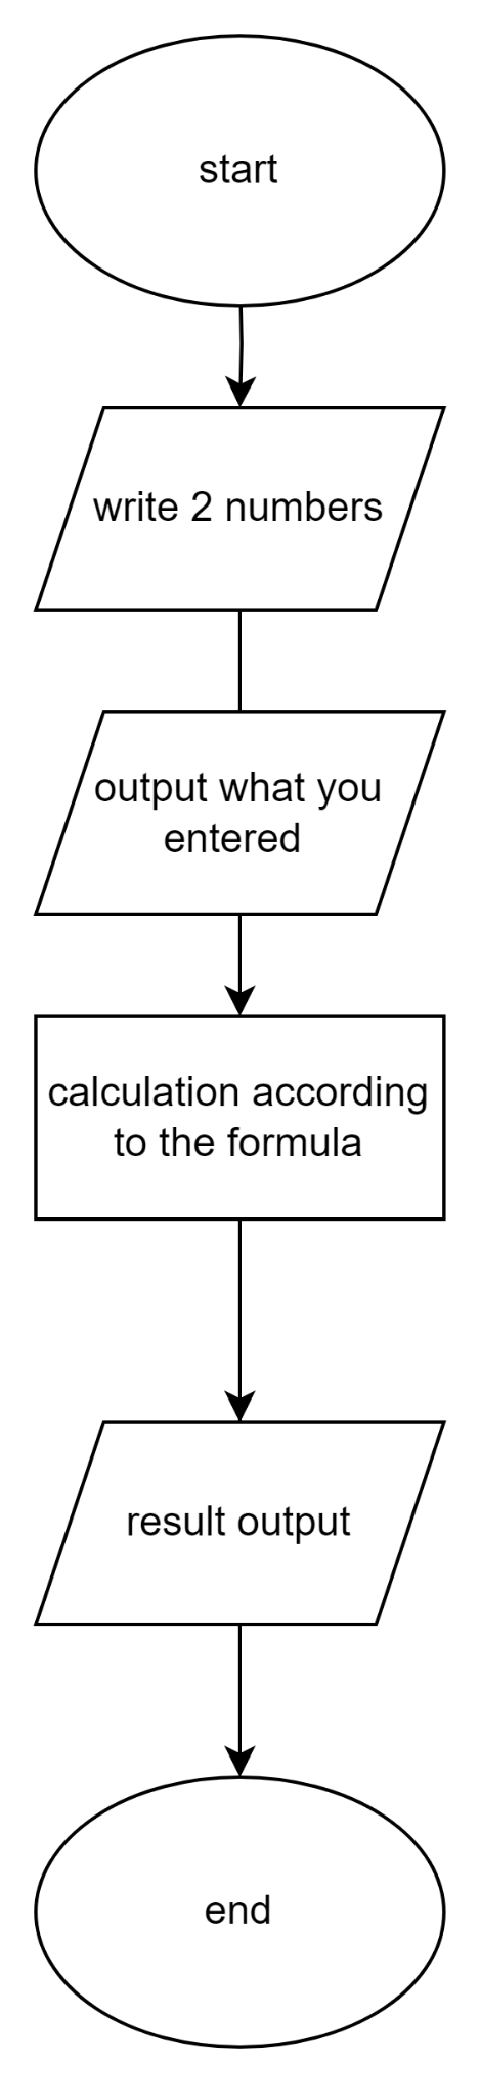 start
write 2 numbers
output what you
entered
calculation according
to the formula
result output
end